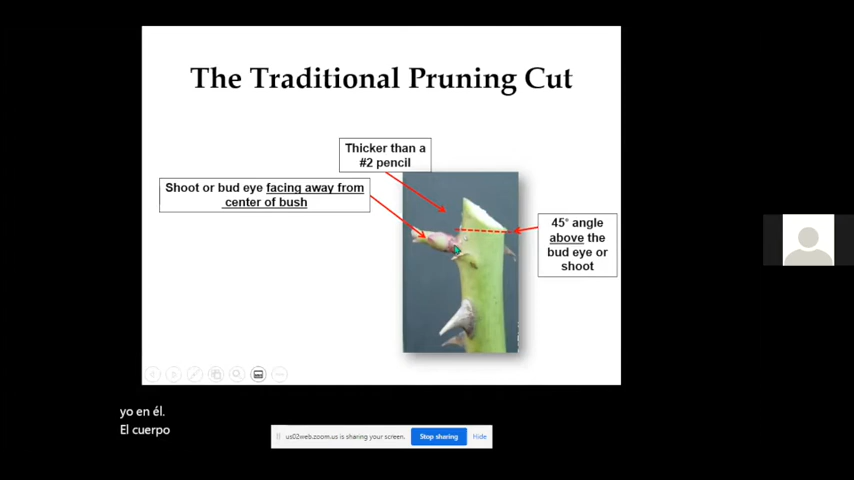 The Traditional Pruning Cut
Thicker than a
#2 pencil
Shoot or bud eye facing away from
center of bush
45° angle
above the
bud eye or
shoot
yo en él.
El cuerpo
us02web.zoom.us is sharing your screen.
Stop sharing
Hide